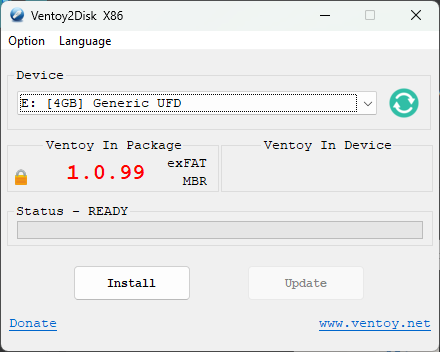 Ventoy2Disk X86
Option Language
Device
E: [4GB] Generic UFD
Ventoy In Package
Ventoy In Device
1.0.99
exFAT
MBR
Status - READY
Install
Update
Donate
www.ventoy.net